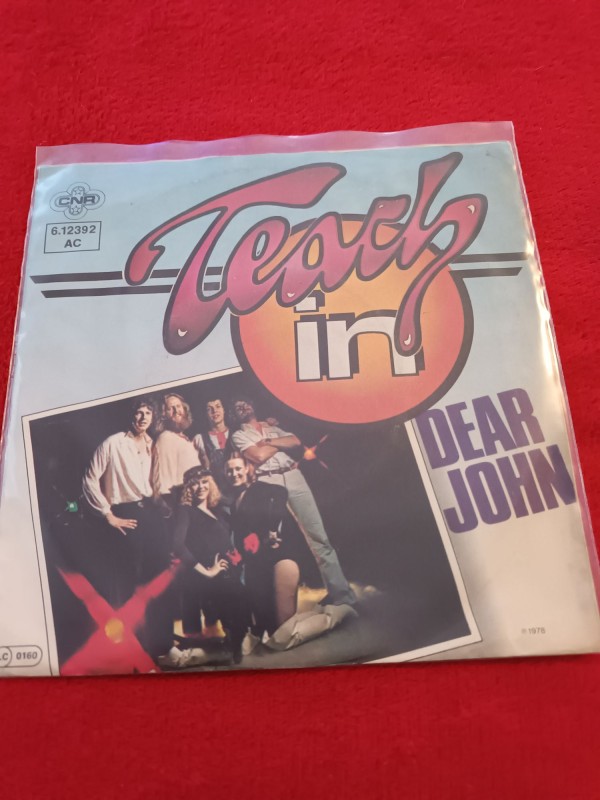 CNR
6.12392
AC
Teach
in
DEAR
JOHN
℗ 1978
LC 0160